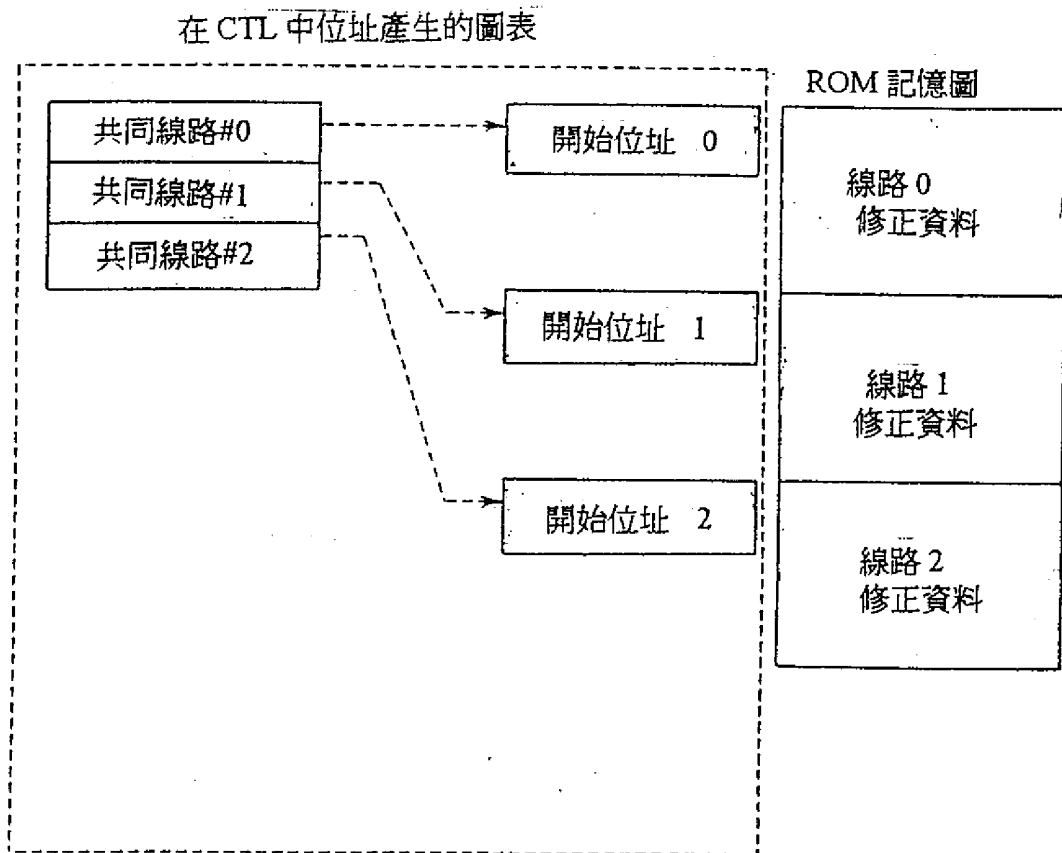 在 CTL 中位址產生的圖表
ROM 記憶圖
共同線路#0
共同線路#1
共同線路#2
開始位址 0
開始位址 1
開始位址 2
線路 0
修正資料
線路 1
修正資料
線路 2
修正資料